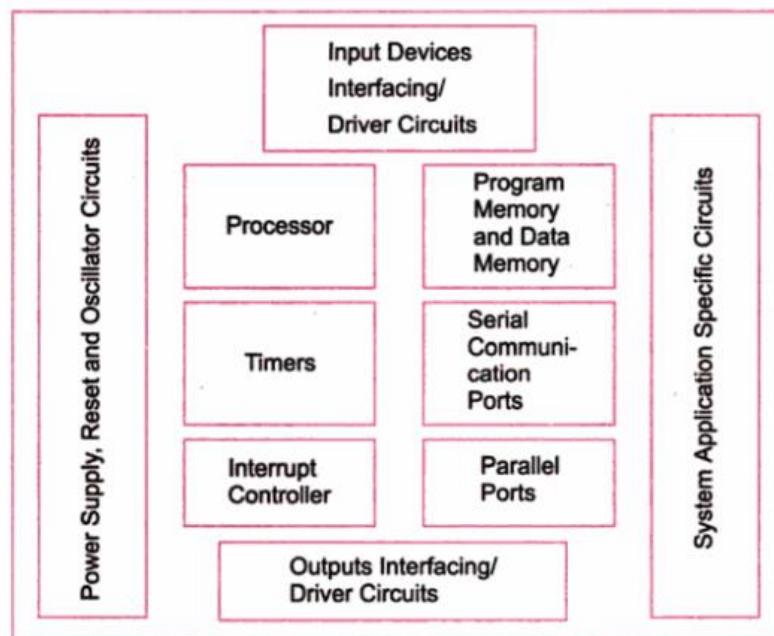 Input Devices
Interfacing/
Driver Circuits
Power Supply, Reset and Oscillator Circuits
Processor
Program
Memory
and Data
Memory
System Application Specific Circuits
Timers
Serial
Communi-
cation
Ports
Interrupt
Controller
Parallel
Ports
Outputs Interfacing/
Driver Circuits